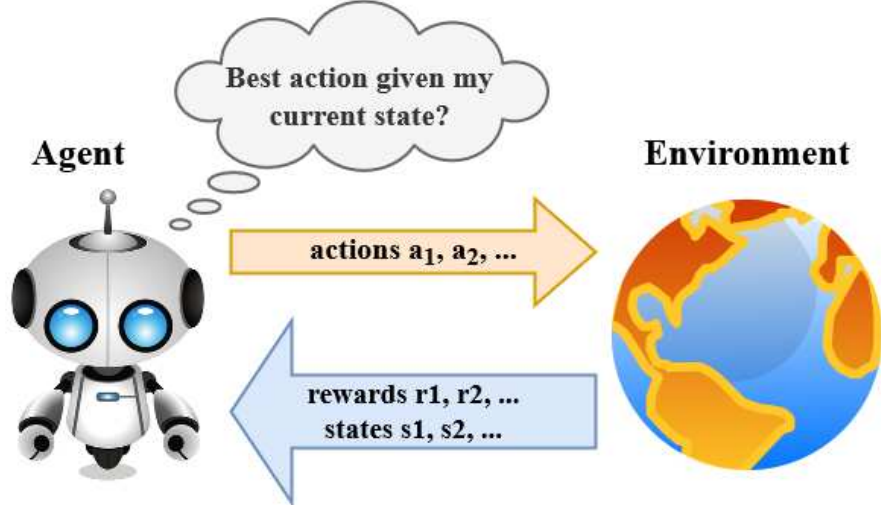 Best action given my
current state?
Agent
Environment
actions a₁, a₂, ...
rewards r1, r2, ...
states s1, s2, ...